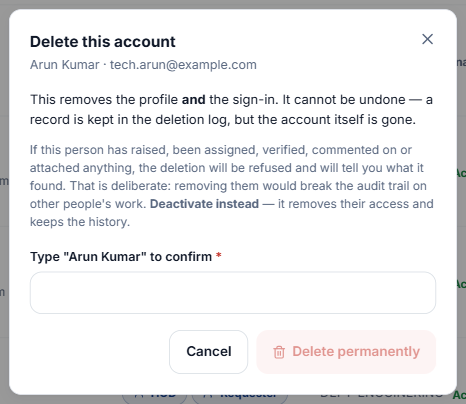 Delete this account
Arun Kumar · tech.arun@example.com
This removes the profile and the sign-in. It cannot be undone — a
record is kept in the deletion log, but the account itself is gone.
If this person has raised, been assigned, verified, commented on or
attached anything, the deletion will be refused and will tell you what it
found. That is deliberate: removing them would break the audit trail on
other people's work. Deactivate instead — it removes their access and
keeps the history.
Type "Arun Kumar" to confirm *
Cancel
Delete permanently